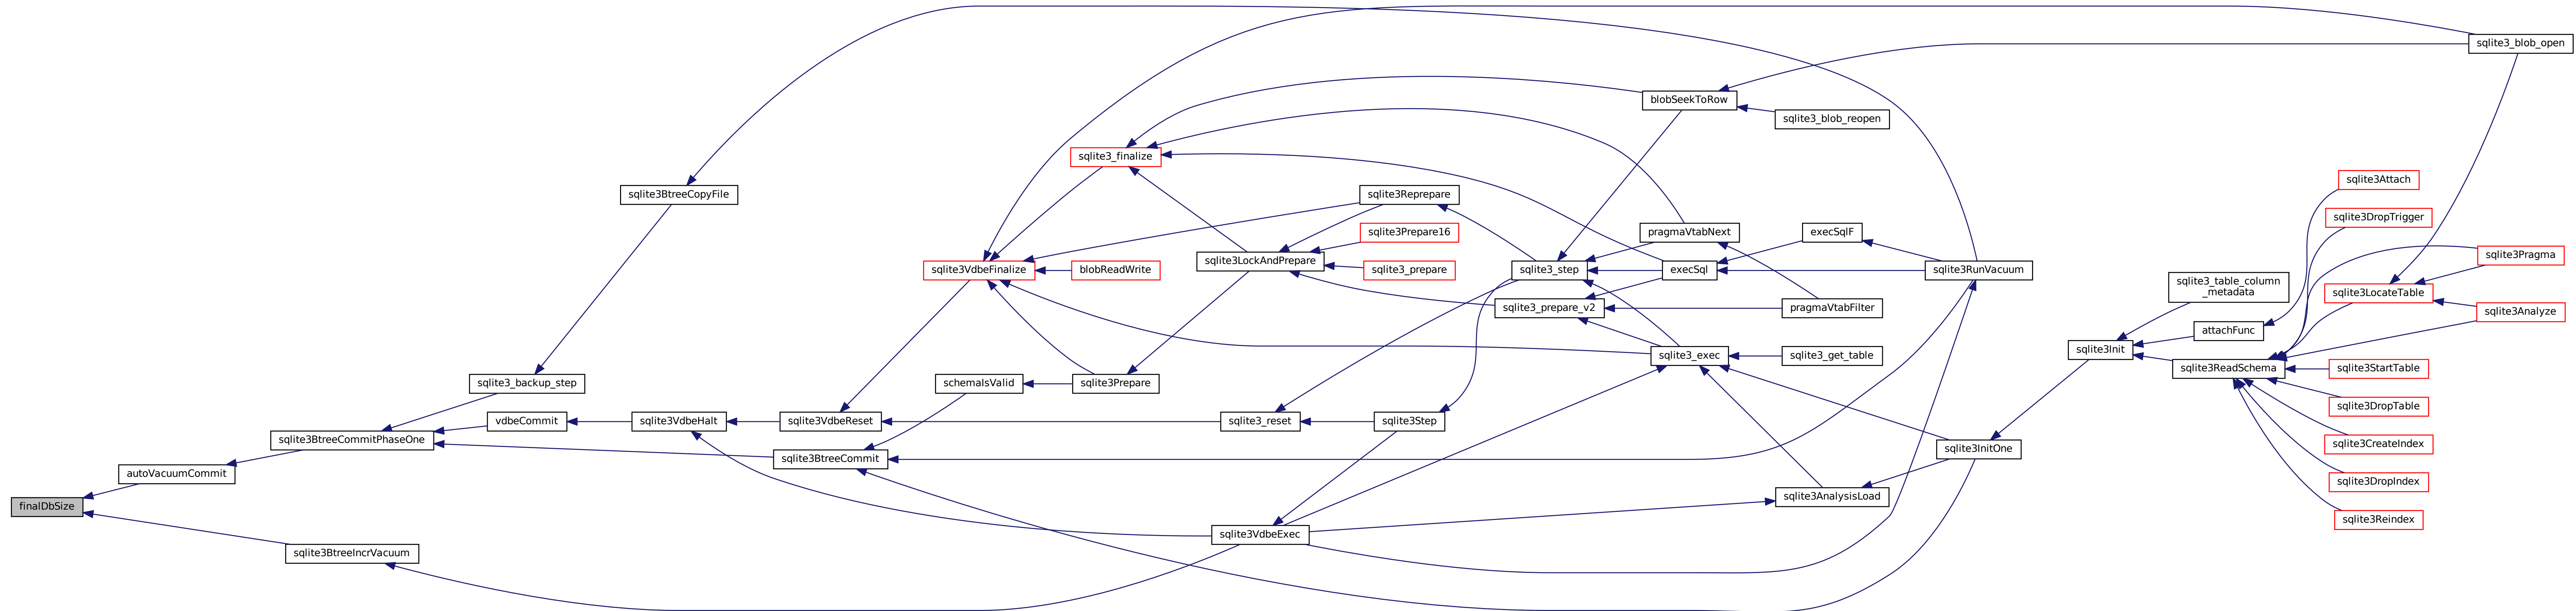 sqlite3_blob_open
blobSeekToRow
sqlite3_blob_reopen
sqlite3_finalize
sqlite3Attach
sqlite3BtreeCopyFile
sqlite3Reprepare
sqlite3DropTrigger
sqlite3Prepare16
pragmaVtabNext
execSqlF
sqlite3Pragma
sqlite3LockAndPrepare
sqlite3VdbeFinalize
blobReadWrite
sqlite3_prepare
sqlite3_step
execSql
sqlite3RunVacuum
sqlite3_table_column
_metadata
sqlite3LocateTable
sqlite3_prepare_v2
pragmaVtabFilter
sqlite3Analyze
attachFunc
sqlite3Init
sqlite3_exec
sqlite3_get_table
sqlite3ReadSchema
sqlite3StartTable
sqlite3_backup_step
schemaIsValid
sqlite3Prepare
sqlite3DropTable
vdbeCommit
sqlite3VdbeHalt
sqlite3VdbeReset
sqlite3_reset
sqlite3Step
sqlite3BtreeCommitPhaseOne
sqlite3CreateIndex
sqlite3InitOne
sqlite3BtreeCommit
autoVacuumCommit
sqlite3DropIndex
sqlite3AnalysisLoad
finalDbSize
sqlite3Reindex
sqlite3VdbeExec
sqlite3BtreeIncrVacuum